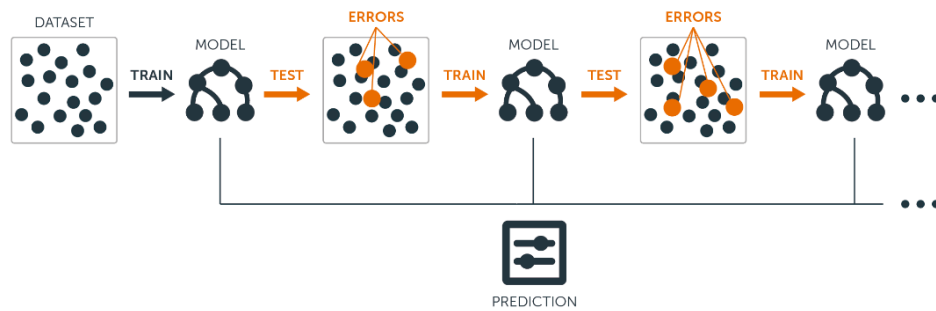 DATASET
MODEL
ERRORS
MODEL
ERRORS
MODEL
TRAIN
TEST
TRAIN
TEST
TRAIN
PREDICTION